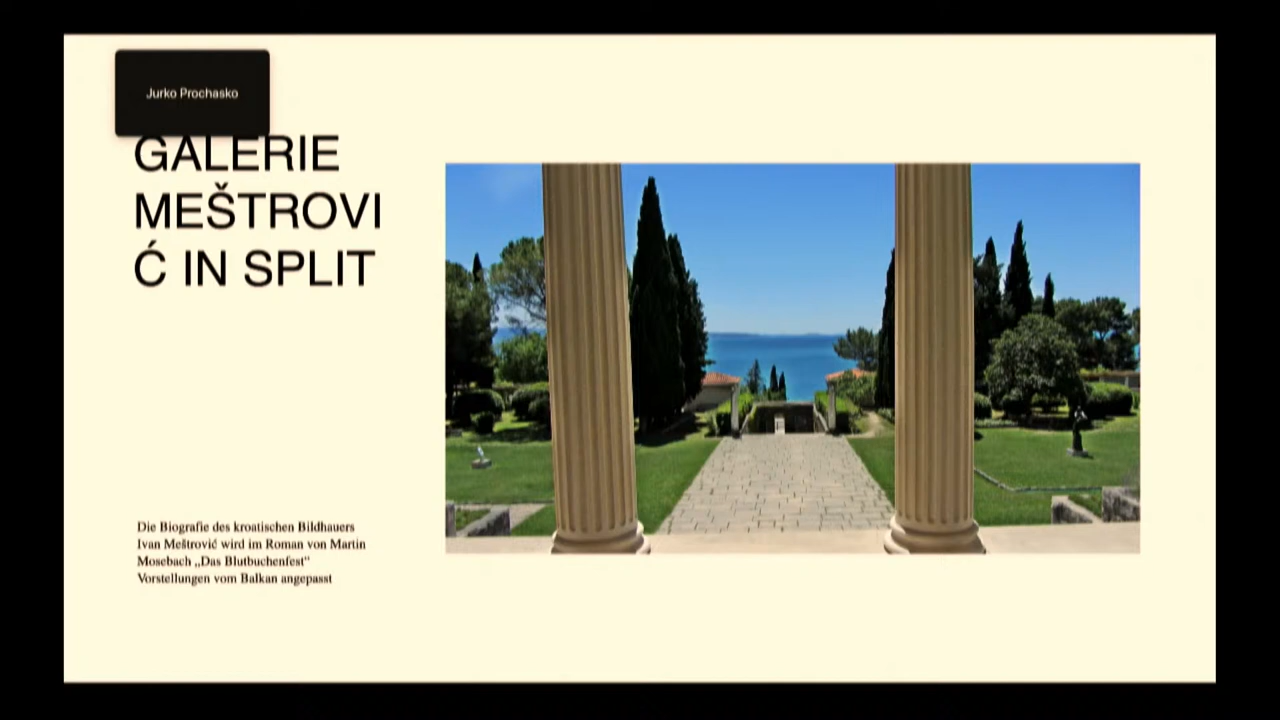 Jurko Prochasko
GALERIE
MEŠTROVI
Ć IN SPLIT
Die Biografie des kroatischen Bildhauers
Ivan Meštrović wird im Roman von Martin
Mosebach „Das Blutbuchenfest“
Vorstellungen vom Balkan angepasst